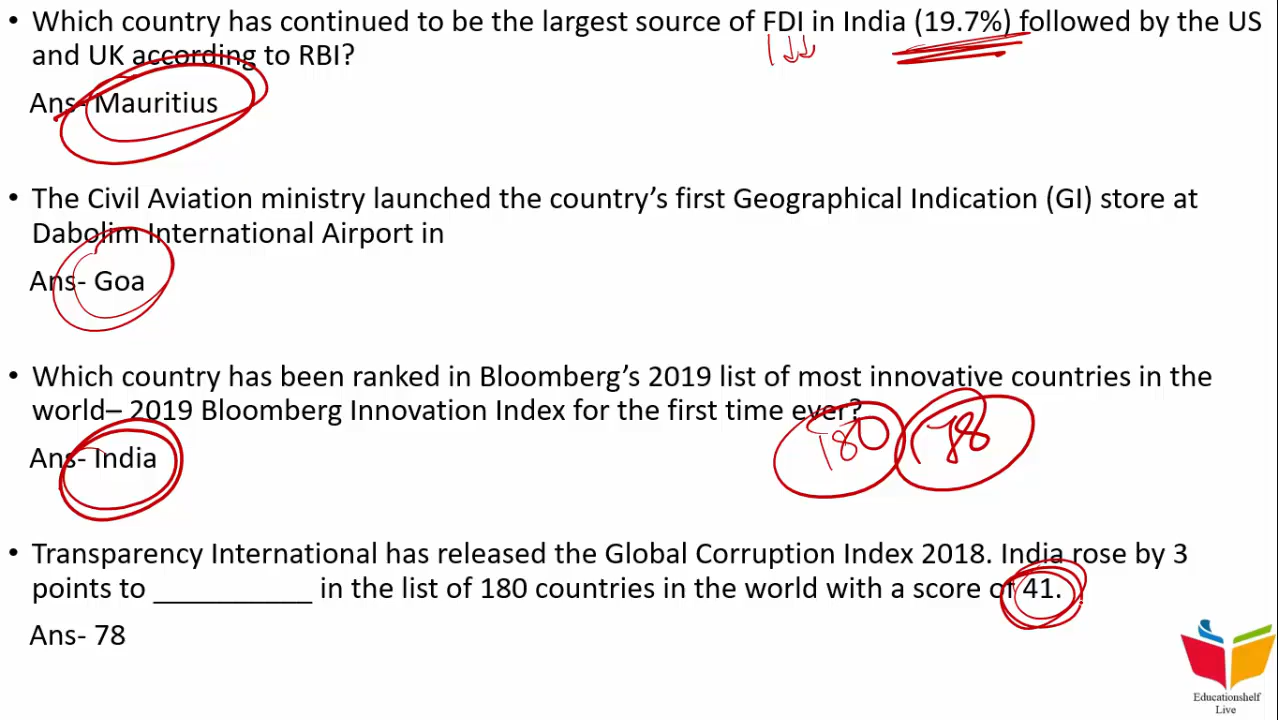 • Which country has continued to be the largest source of FDI in India (19.7%) followed by the US
and UK according to RBI?
Ans- Mauritius
• The Civil Aviation ministry launched the country’s first Geographical Indication (GI) store at
Dabolim International Airport in
Ans- Goa
• Which country has been ranked in Bloomberg’s 2019 list of most innovative countries in the
world– 2019 Bloomberg Innovation Index for the first time ever?
180 78
Ans- India
• Transparency International has released the Global Corruption Index 2018. India rose by 3
points to ___________ in the list of 180 countries in the world with a score of 41.
Ans- 78
Educationshelf
Live